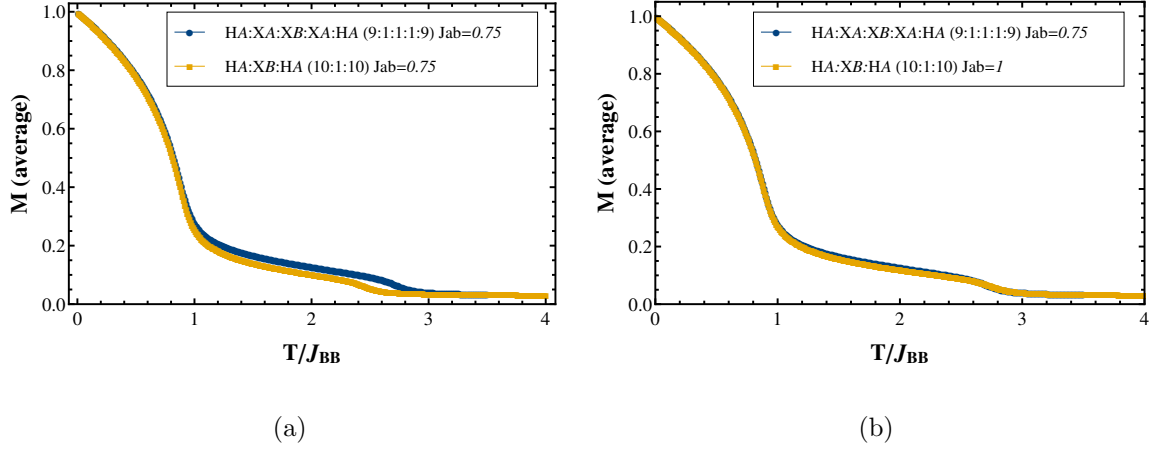 HA:XA:XB:XA:HA (9:1:1:1:9) Jab=0.75
HA:XB:HA (10:1:10) Jab=0.75
M (average)
1.0
0.8
0.6
0.4
0.2
0.0
0 1 2 3 4
T/J_BB
(a)
HA:XA:XB:XA:HA (9:1:1:1:9) Jab=0.75
HA:XB:HA (10:1:10) Jab=1
M (average)
1.0
0.8
0.6
0.4
0.2
0.0
0 1 2 3 4
T/J_BB
(b)